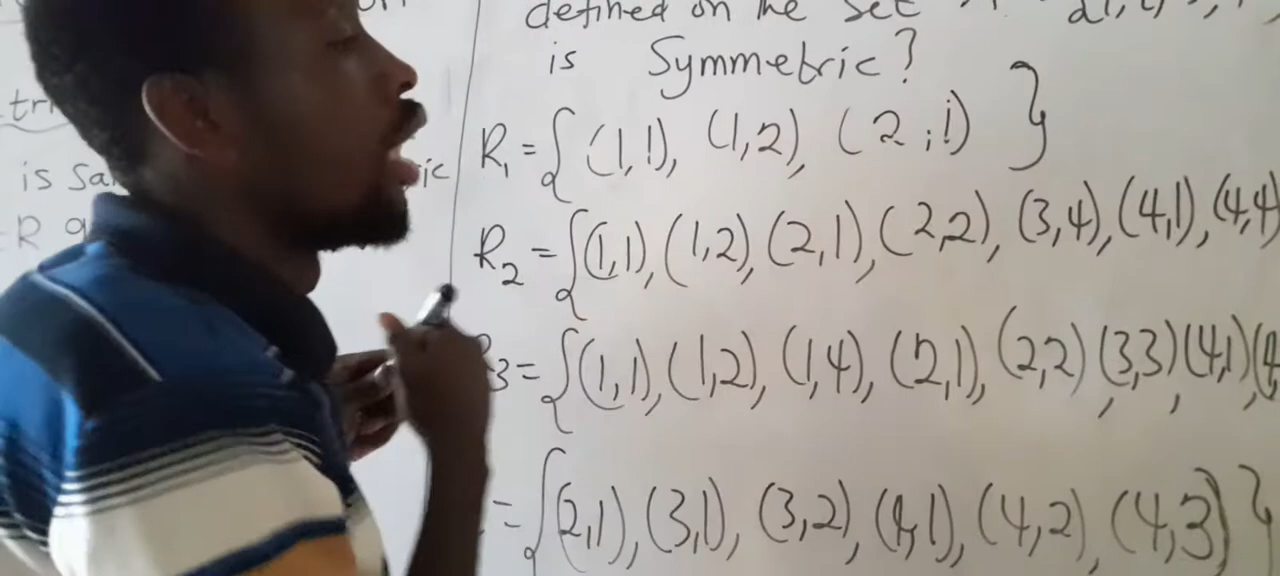 defined on the set
is Symmetric?
R₁ = { (1,1), (1,2), (2,1) }
is
R
R₂ = {(1,1), (1,2), (2,1), (2,2), (3,4), (4,1), (4,4)
3 = {(1,1), (1,2), (1,4), (2,1), (2,2), (3,3), (4,1), (4,
= {(2,1), (3,1), (3,2), (4,1), (4,2), (4,3) }